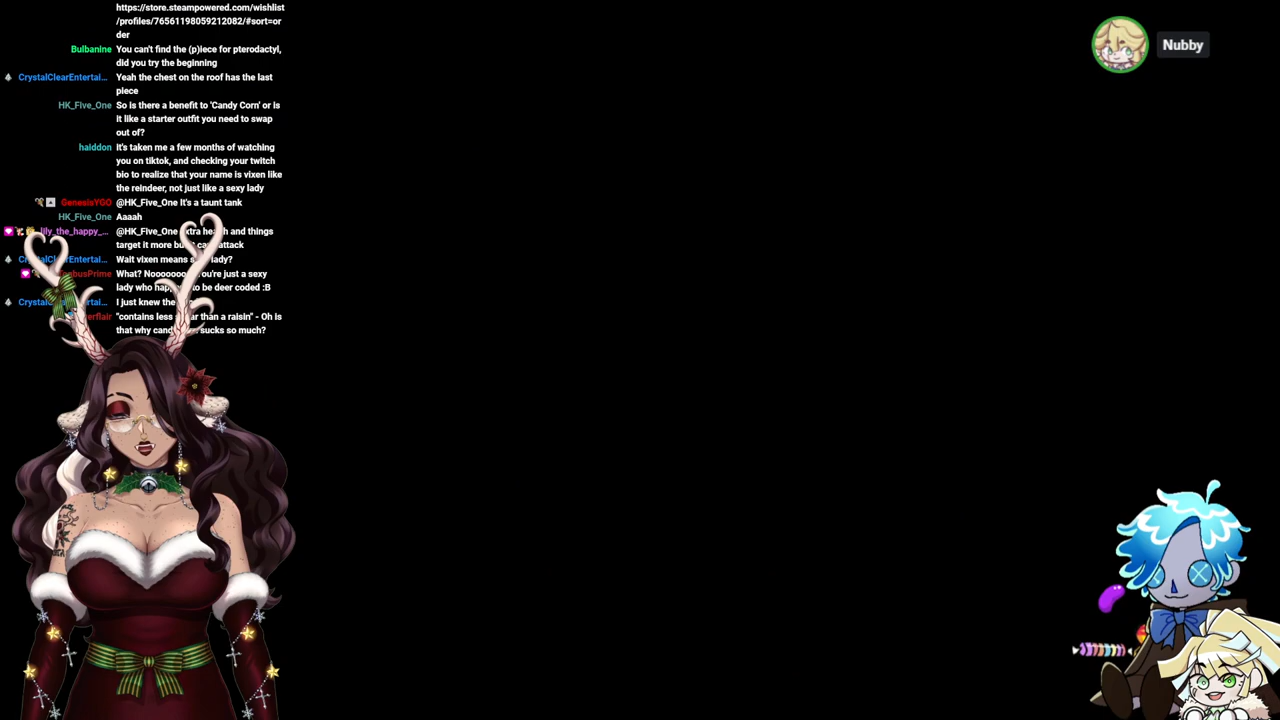 https://store.steampowered.com/wishlist
/profiles/76561198059212082/#sort=or
der
Bulbanine You can't find the (p)iece for pterodactyl,
did you try the beginning
CrystalClearEntertai... Yeah the chest on the roof has the last
piece
HK_Five_One So is there a benefit to 'Candy Corn' or is
it like a starter outfit you need to swap
out of?
haiddon It's taken me a few months of watching
you on tiktok, and checking your twitch
bio to realize that your name is vixen like
the reindeer, not just like a sexy lady
GenesisYGO @HK_Five_One It's a taunt tank
HK_Five_One Aaaah
lily_the_happy_... @HK_Five_One extra health and things
target it more but attack
Wait vixen means lady?
What? Nooooooo you're just a sexy
lady who to be deer coded :B
I just knew the
"contains less than a raisin" - Oh is
that why sucks so much?
Nubby